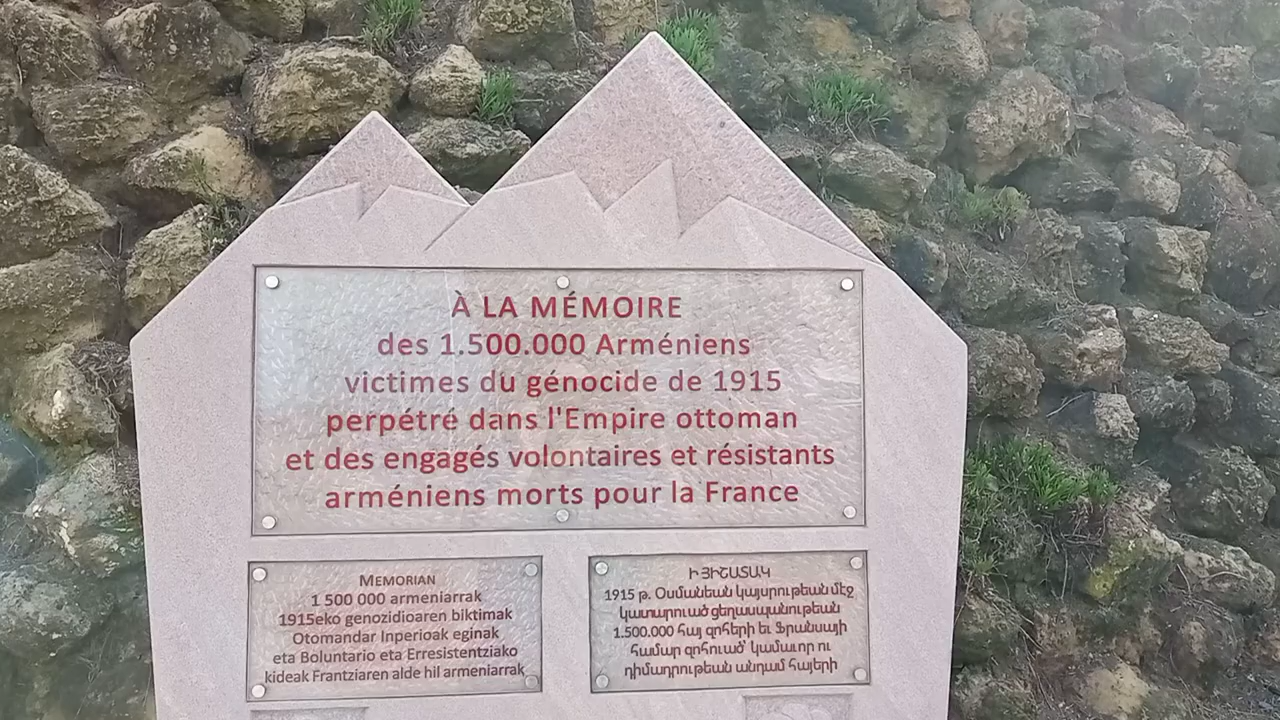 À LA MÉMOIRE
des 1.500.000 Arméniens
victimes du génocide de 1915
perpétré dans l'Empire ottoman
et des engagés volontaires et résistants
arméniens morts pour la France
MEMORIAN
1 500 000 armeniarrak
1915eko genozidioaren biktimak
Otomandar Inperioak eginak
eta Boluntario eta Erresistentziako
kideak Frantziaren alde hil armeniarrak
Ի ՅԻՇԱՏԱԿ
1915 թ. Օսմանեան կայսրութեան մէջ
կատարուած ցեղասպանութեան
1.500.000 հայ զոհերի եւ Ֆրանսայի
համար զոհուած՝ կամաւոր ու
դիմադրութեան անդամ հայերի